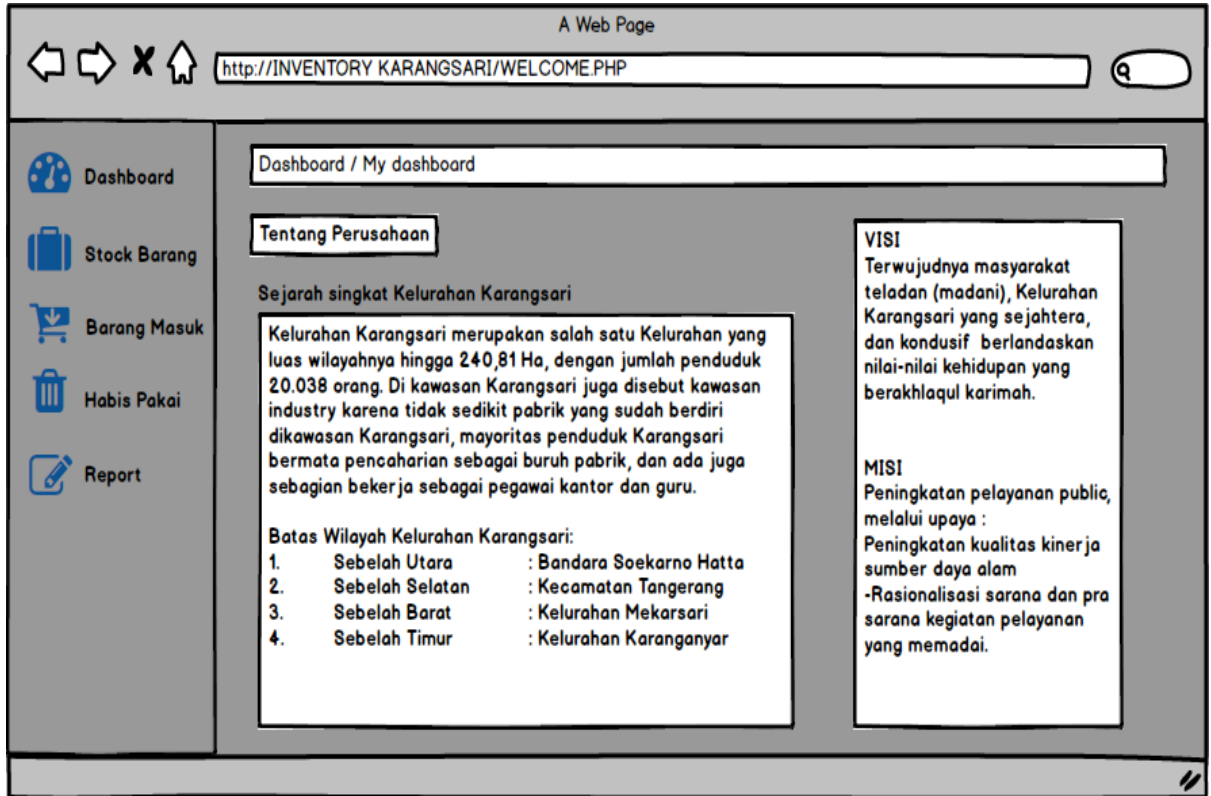 A Web Page
http://INVENTORY KARANGSARI/WELCOME.PHP
Dashboard
Stock Barang
Barang Masuk
Habis Pakai
Report
Dashboard / My dashboard
Tentang Perusahaan
Sejarah singkat Kelurahan Karangsari
Kelurahan Karangsari merupakan salah satu Kelurahan yang
luas wilayahnya hingga 240,81 Ha, dengan jumlah penduduk
20.038 orang. Di kawasan Karangsari juga disebut kawasan
industry karena tidak sedikit pabrik yang sudah berdiri
dikawasan Karangsari, mayoritas penduduk Karangsari
bermata pencaharian sebagai buruh pabrik, dan ada juga
sebagian bekerja sebagai pegawai kantor dan guru.
Batas Wilayah Kelurahan Karangsari:
1. Sebelah Utara : Bandara Soekarno Hatta
2. Sebelah Selatan : Kecamatan Tangerang
3. Sebelah Barat : Kelurahan Mekarsari
4. Sebelah Timur : Kelurahan Karanganyar
VISI
Terwujudnya masyarakat
teladan (madani), Kelurahan
Karangsari yang sejahtera,
dan kondusif berlandaskan
nilai-nilai kehidupan yang
berakhlaqul karimah.
MISI
Peningkatan pelayanan public,
melalui upaya :
Peningkatan kualitas kinerja
sumber daya alam
-Rasionalisasi sarana dan pra
sarana kegiatan pelayanan
yang memadai.